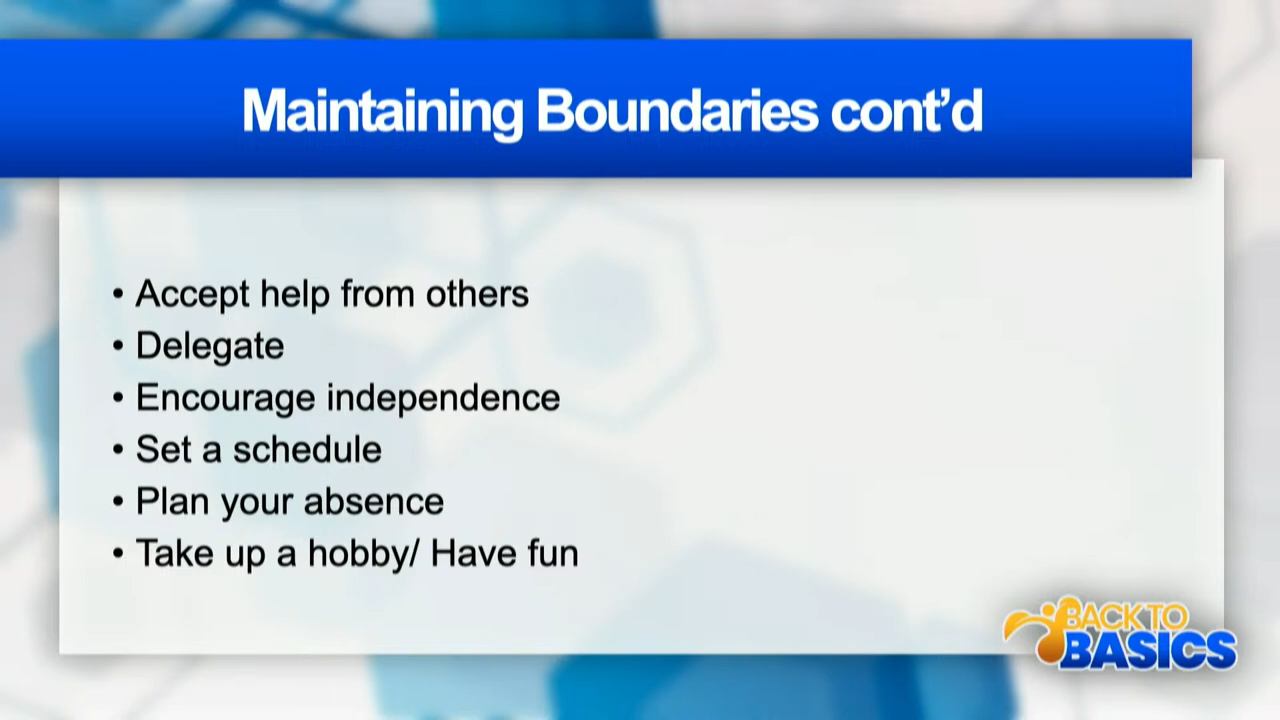 Maintaining Boundaries cont’d
• Accept help from others
• Delegate
• Encourage independence
• Set a schedule
• Plan your absence
• Take up a hobby/ Have fun
BACK TO
BASICS